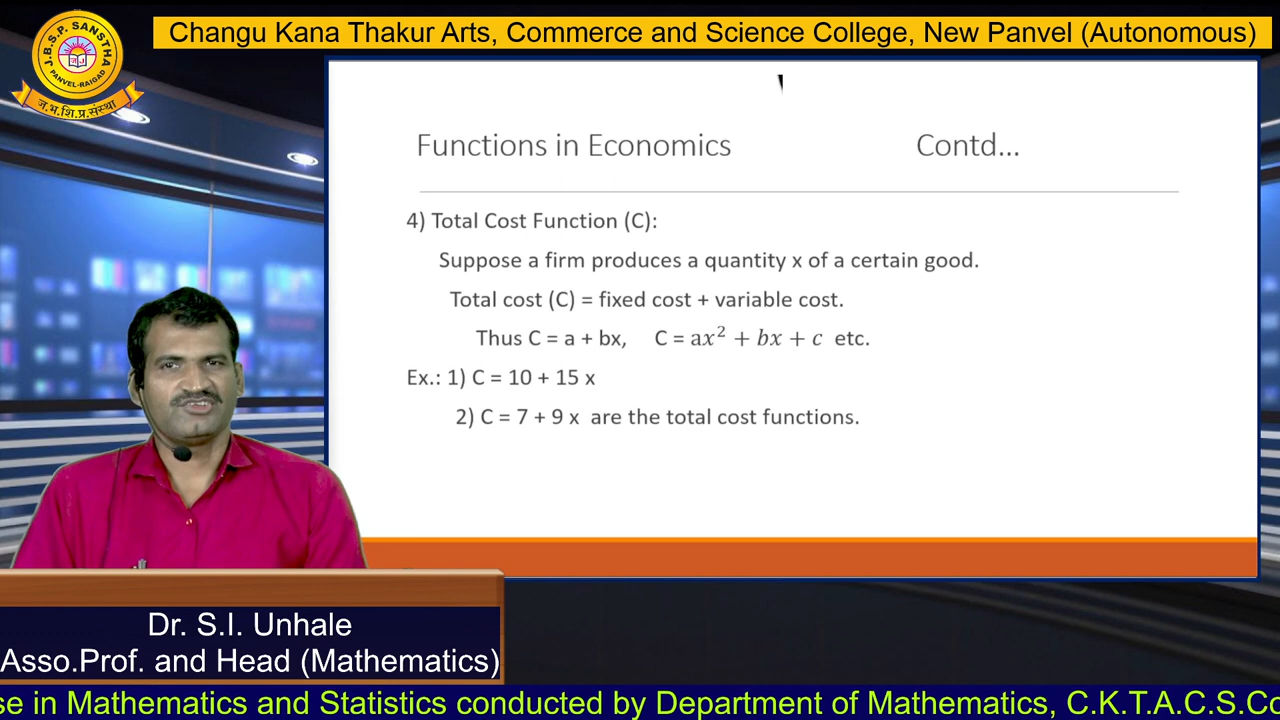 Changu Kana Thakur Arts, Commerce and Science College, New Panvel (Autonomous)
J.B.S.P. SANSTHA
PANVEL-RAIGAD
ज.भ.शि.प्र.संस्था
Functions in Economics Contd...
4) Total Cost Function (C):
Suppose a firm produces a quantity x of a certain good.
Total cost (C) = fixed cost + variable cost.
Thus C = a + bx, C = ax² + bx + c etc.
Ex.: 1) C = 10 + 15 x
2) C = 7 + 9 x are the total cost functions.
Dr. S.I. Unhale
Asso.Prof. and Head (Mathematics)
se in Mathematics and Statistics conducted by Department of Mathematics, C.K.T.A.C.S.Co